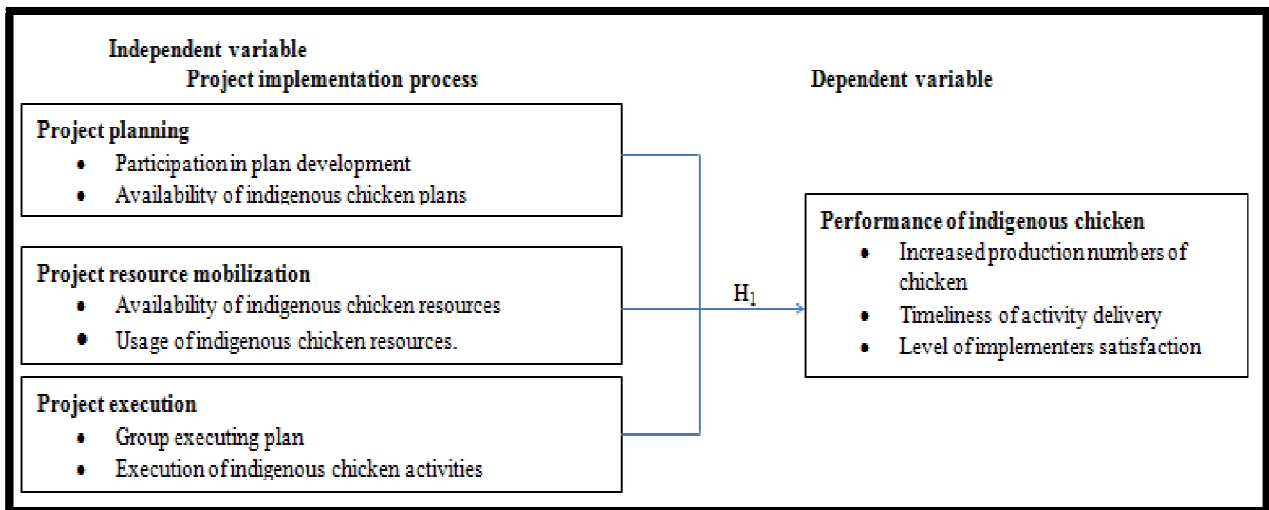 Independent variable
Project implementation process
Dependent variable
Project planning
• Participation in plan development
• Availability of indigenous chicken plans
Project resource mobilization
• Availability of indigenous chicken resources
• Usage of indigenous chicken resources.
Project execution
• Group executing plan
• Execution of indigenous chicken activities
H1
Performance of indigenous chicken
• Increased production numbers of
chicken
• Timeliness of activity delivery
• Level of implementers satisfaction